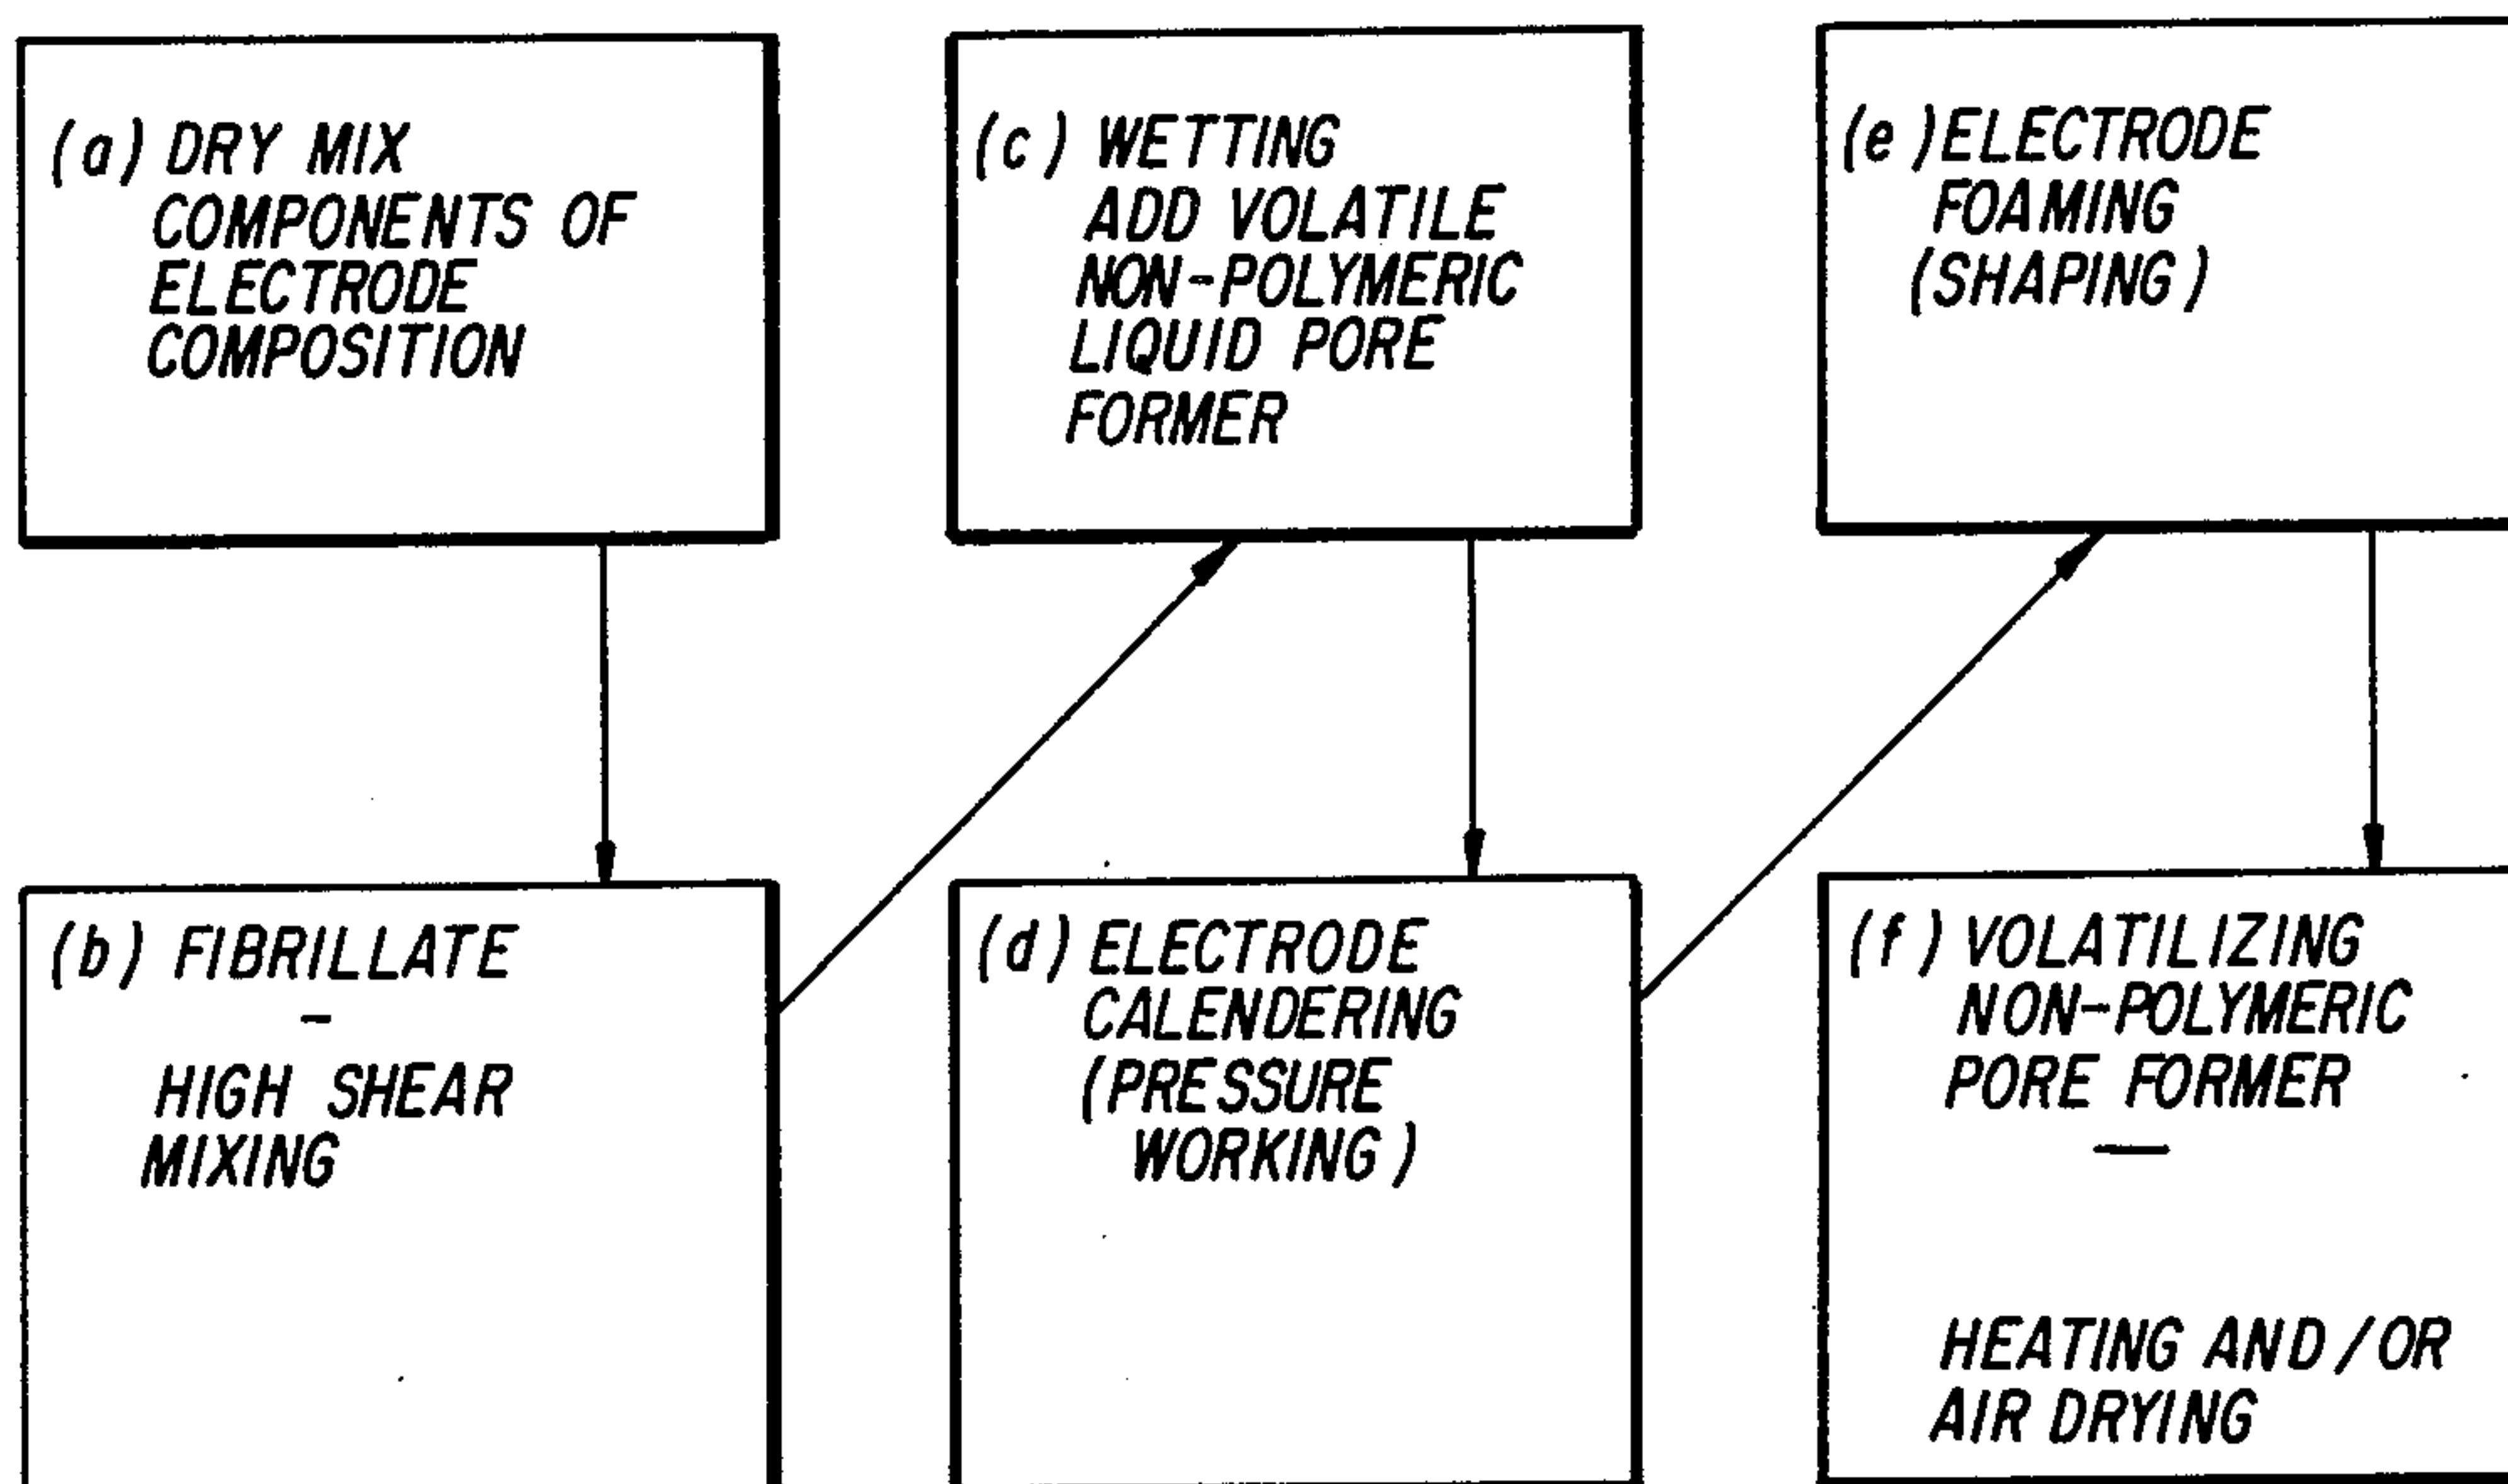 (a) DRY MIX
COMPONENTS OF
ELECTRODE
COMPOSITION
(b) FIBRILLATE
-
HIGH SHEAR
MIXING
(c) WETTING
ADD VOLATILE
NON-POLYMERIC
LIQUID PORE
FORMER
(d) ELECTRODE
CALENDERING
(PRESSURE
WORKING)
(e) ELECTRODE
FOAMING
(SHAPING)
(f) VOLATILIZING
NON-POLYMERIC
PORE FORMER
—
HEATING AND/OR
AIR DRYING